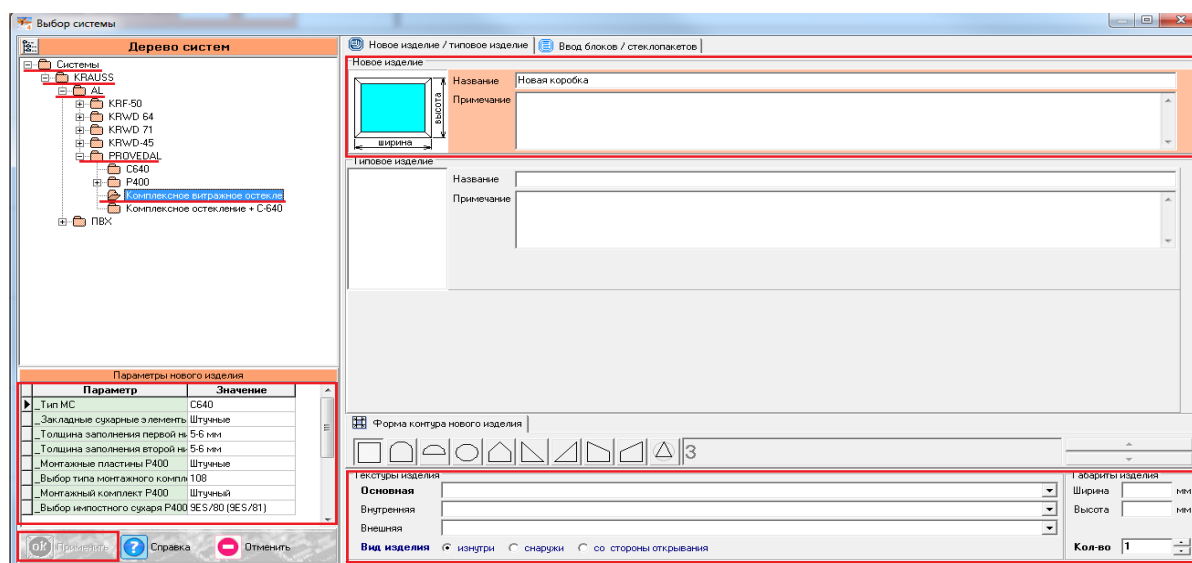 Выбор системы
Дерево систем
Системы
KRAUSS
AL
KRF-50
KRWD 64
KRWD 71
KRWD-45
PROVEDAL
C640
P400
Комплексное витражное остекле
Комплексное остекление + C-640
ПВХ
Параметры нового изделия
Параметр Значение
_Тип МС C640
_Закладные сухарные элементы Штучные
_Толщина заполнения первой ни 5-6 мм
_Толщина заполнения второй ни 5-6 мм
_Монтажные пластины P400 Штучные
_Выбор типа монтажного компл 108
_Монтажный комплект P400 Штучный
_Выбор импостного сухаря P400 9ES/80 (9ES/81)
ok Применить ? Справка Отменить
Новое изделие / типовое изделие Ввод блоков / стеклопакетов
Новое изделие
высота
ширина
Название Новая коробка
Примечание
Типовое изделие
Название
Примечание
Форма контура нового изделия
3
Текстуры изделия
Основная
Внутренняя
Внешняя
Вид изделия изнутри снаружи со стороны открывания
Габариты изделия
Ширина мм
Высота мм
Кол-во 1